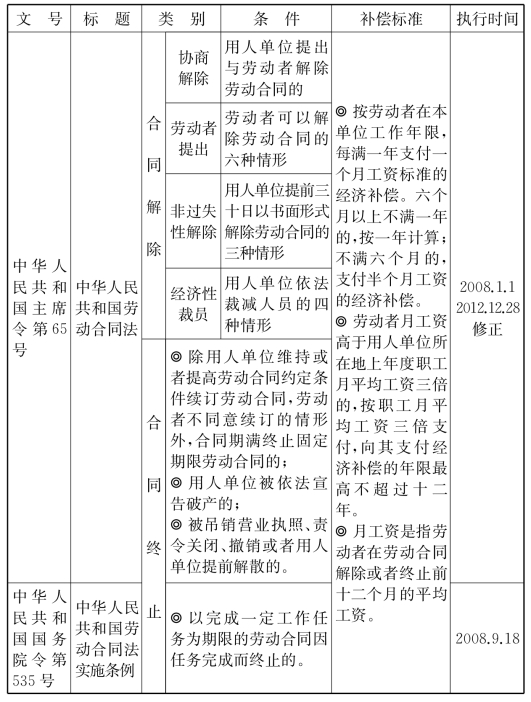 文 号 标 题 类 别 条 件 补偿标准 执行时间
中华人
民共和
国主席
令第65
号
中华人民
共和国劳
动合同法
合
同
解
除
协商
解除
用人单位提出
与劳动者解除
劳动合同的
劳动者
提出
劳动者可以解
除劳动合同的
六种情形
非过失
性解除
用人单位提前三
十日以书面形式
解除劳动合同的
三种情形
经济性
裁员
用人单位依法
裁减人员的四
种情形
合
同
终
止
◎ 除用人单位维持或
者提高劳动合同约定条
件续订劳动合同,劳动
者不同意续订的情形
外,合同期满终止固定
期限劳动合同的;
◎ 用人单位被依法宣
告破产的;
◎ 被吊销营业执照、责
令关闭、撤销或者用人
单位提前解散的。
◎ 按劳动者在本
单位工作年限,
每满一年支付一
个月工资标准的
经济补偿。六个
月以上不满一年
的,按一年计算;
不满六个月的,
支付半个月工资
的经济补偿。
◎ 劳动者月工资
高于用人单位所
在地上年度职工
月平均工资三倍
的,按职工月平
均工资三倍支
付,向其支付经
济补偿的年限最
高不超过十二
年。
◎ 月工资是指劳
动者在劳动合同
解除或者终止前
十二个月的平均
工资。
2008.1.1
2012.12.28
修正
中华人
民共和
国国务
院令第
535号
中华人民
共和国劳
动合同法
实施条例
◎ 以完成一定工作任
务为期限的劳动合同因
任务完成而终止的。
2008.9.18